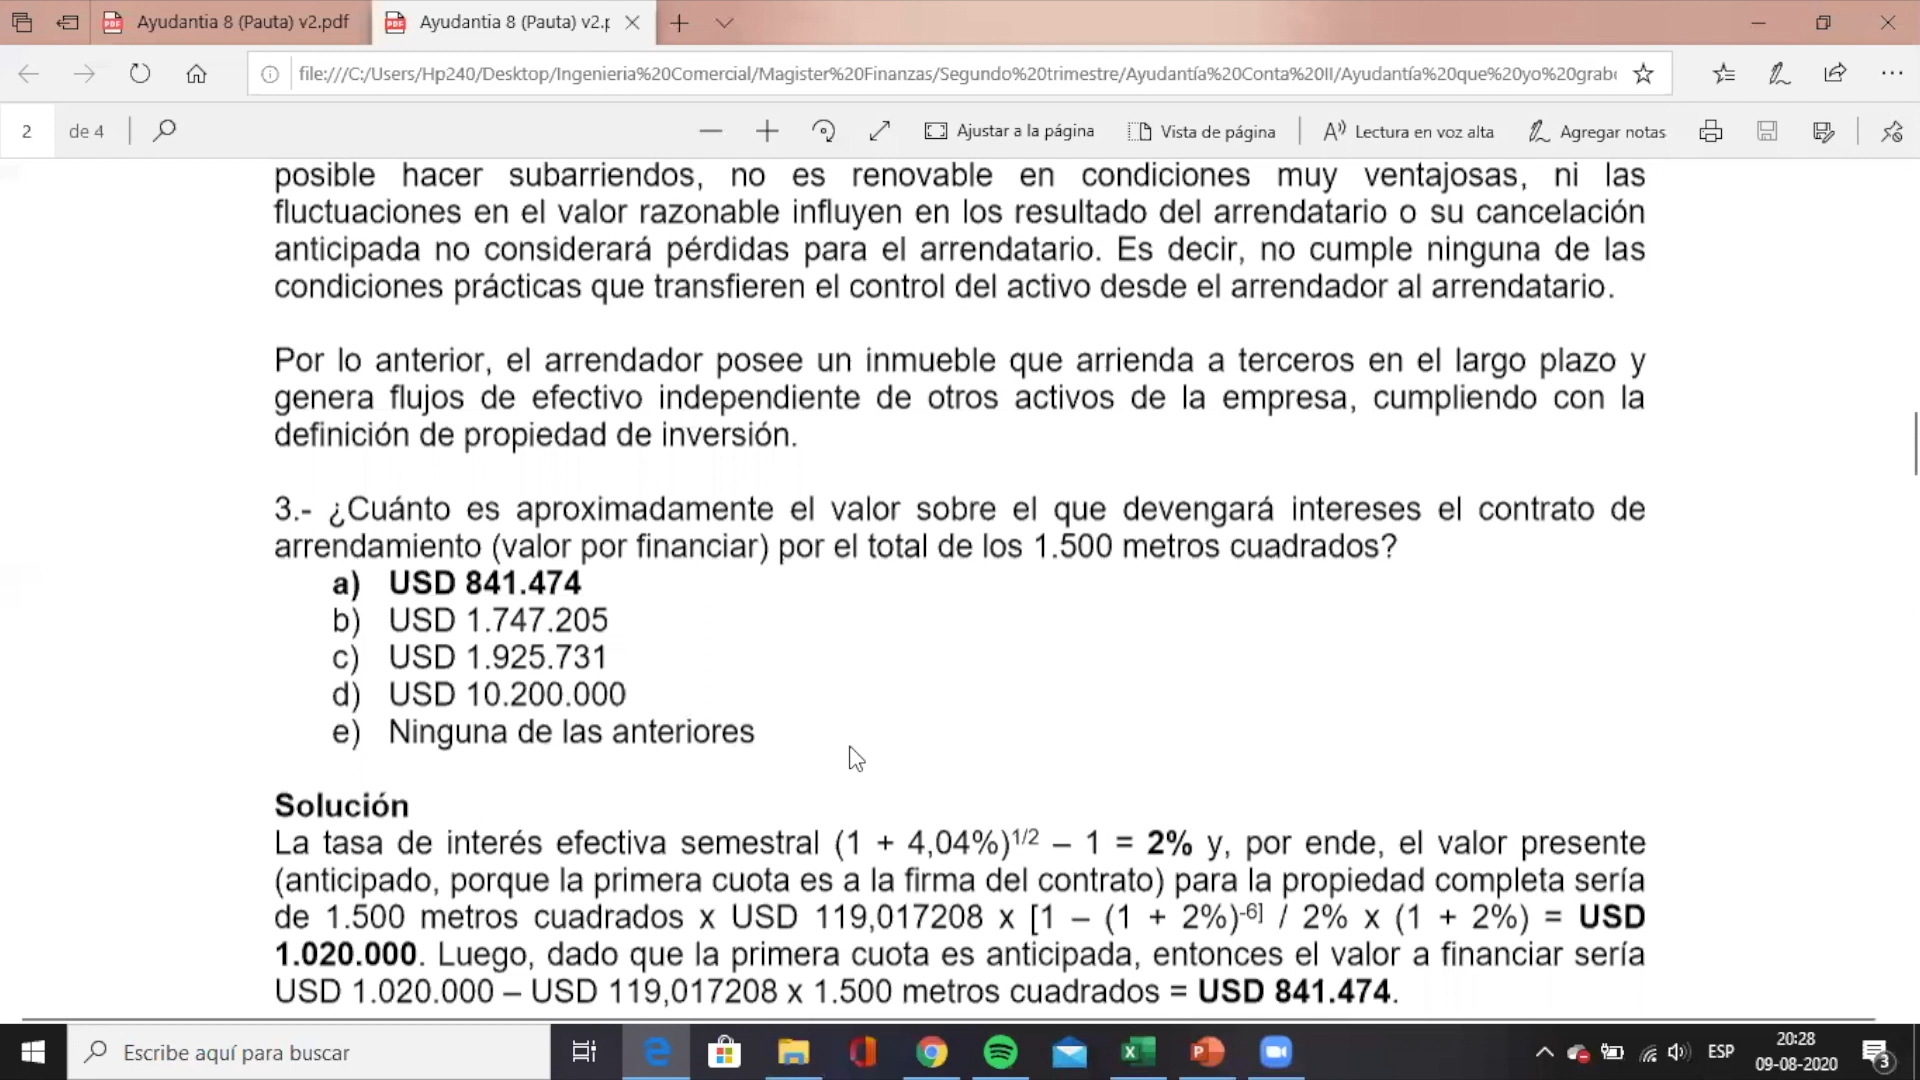 Ayudantia 8 (Pauta) v2.pdf
Ayudantia 8 (Pauta) v2.p
file:///C:/Users/Hp240/Desktop/Ingenieria%20Comercial/Magister%20Finanzas/Segundo%20trimestre/Ayudantía%20Conta%20II/Ayudantía%20que%20yo%20grabe
2 de 4
Ajustar a la página
Vista de página
Lectura en voz alta
Agregar notas
posible hacer subarriendos, no es renovable en condiciones muy ventajosas, ni las
fluctuaciones en el valor razonable influyen en los resultado del arrendatario o su cancelación
anticipada no considerará pérdidas para el arrendatario. Es decir, no cumple ninguna de las
condiciones prácticas que transfieren el control del activo desde el arrendador al arrendatario.
Por lo anterior, el arrendador posee un inmueble que arrienda a terceros en el largo plazo y
genera flujos de efectivo independiente de otros activos de la empresa, cumpliendo con la
definición de propiedad de inversión.
3.- ¿Cuánto es aproximadamente el valor sobre el que devengará intereses el contrato de
arrendamiento (valor por financiar) por el total de los 1.500 metros cuadrados?
a) USD 841.474
b) USD 1.747.205
c) USD 1.925.731
d) USD 10.200.000
e) Ninguna de las anteriores
Solución
La tasa de interés efectiva semestral (1 + 4,04%)1/2 – 1 = 2% y, por ende, el valor presente
(anticipado, porque la primera cuota es a la firma del contrato) para la propiedad completa sería
de 1.500 metros cuadrados x USD 119,017208 x [1 – (1 + 2%)-6] / 2% x (1 + 2%) = USD
1.020.000. Luego, dado que la primera cuota es anticipada, entonces el valor a financiar sería
USD 1.020.000 – USD 119,017208 x 1.500 metros cuadrados = USD 841.474.
Escribe aquí para buscar
ESP
20:28
09-08-2020
3